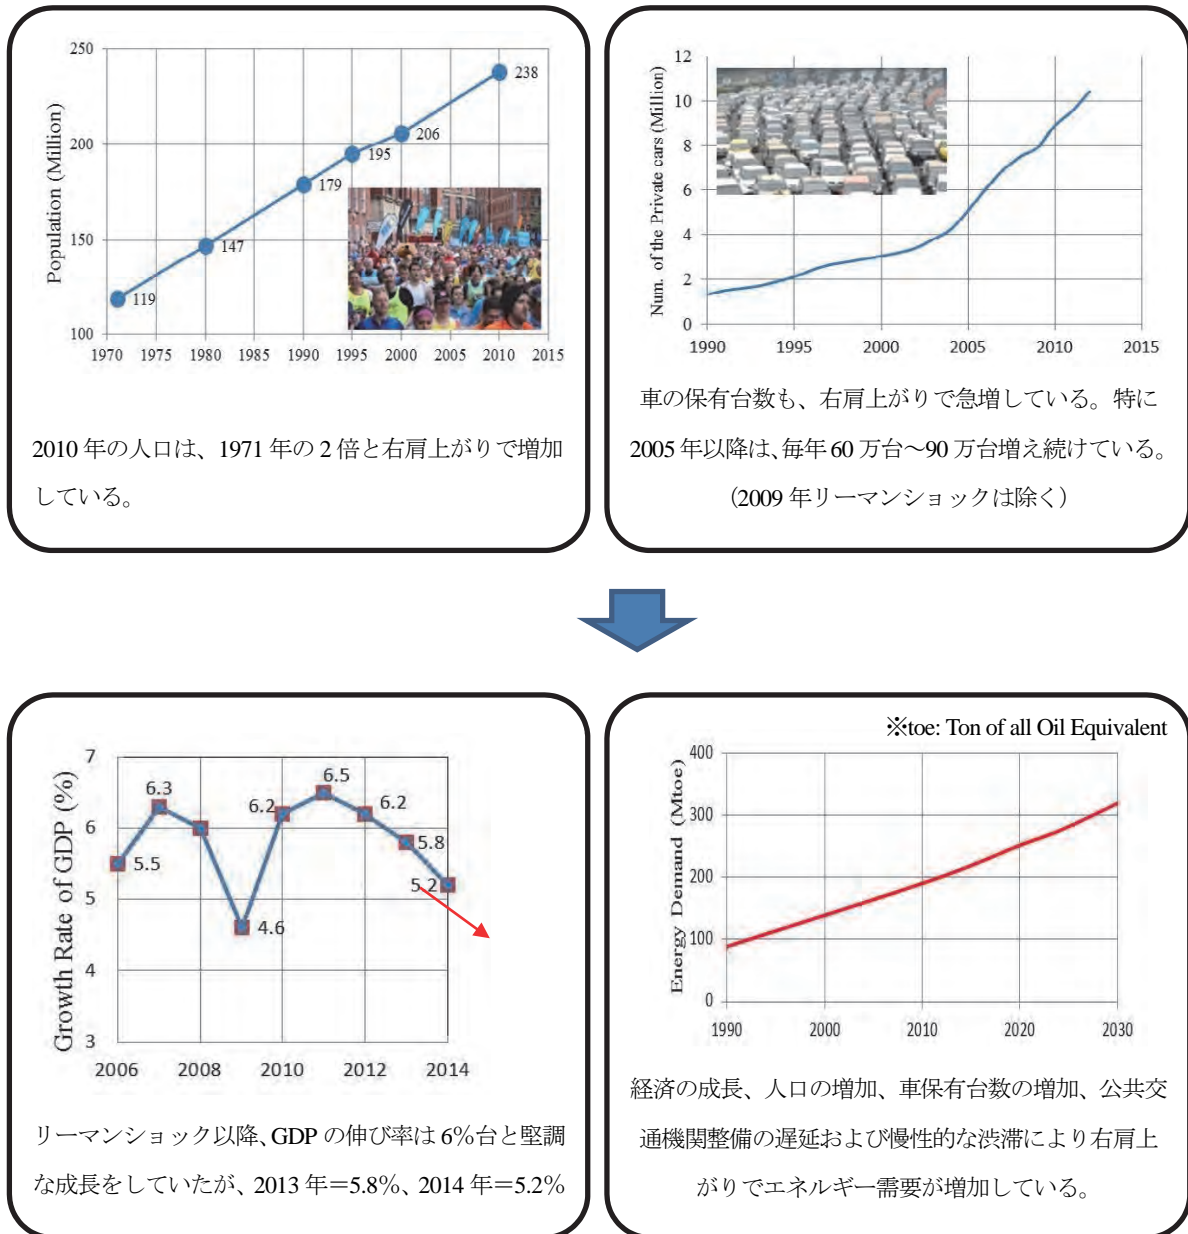 250
200
150
100
Population (Million)
119
147
179
195
206
238
1970 1975 1980 1985 1990 1995 2000 2005 2010 2015
2010 年の人口は、1971 年の 2 倍と右肩上がりで増加
している。
12
10
8
6
4
2
0
Num. of the Private cars (Million)
1990 1995 2000 2005 2010 2015
車の保有台数も、右肩上がりで急増している。特に
2005 年以降は、毎年 60 万台～90 万台増え続けている。
（2009 年リーマンショックは除く）
7
6
5
4
3
Growth Rate of GDP (%)
5.5
6.3
4.6
6.2
6.5
6.2
5.8
5.2
2006 2008 2010 2012 2014
リーマンショック以降、GDP の伸び率は 6％台と堅調
な成長をしていたが、2013 年＝5.8％、2014 年＝5.2％
※toe: Ton of all Oil Equivalent
400
300
200
100
0
Energy Demand (Mtoe)
1990 2000 2010 2020 2030
経済の成長、人口の増加、車保有台数の増加、公共交
通機関整備の遅延および慢性的な渋滞により右肩上
がりでエネルギー需要が増加している。